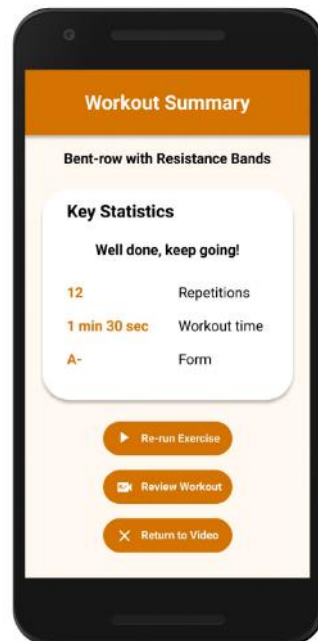 Workout Summary
Bent-row with Resistance Bands
Key Statistics
Well done, keep going!
12 Repetitions
1 min 30 sec Workout time
A- Form
Re-run Exercise
Review Workout
Return to Video